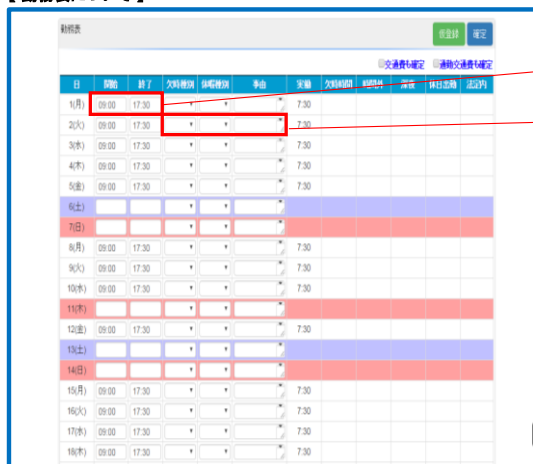 【勤務表について】
勤務表
仮登録 確定
交通費も確定 通勤交通費も確定
日 開始 終了 欠時種別 休暇種別 事由 実働 欠時時間 時間外 深夜 休日出勤 法定内
1(月) 09:00 17:30 7:30
2(火) 09:00 17:30 7:30
3(水) 09:00 17:30 7:30
4(木) 09:00 17:30 7:30
5(金) 09:00 17:30 7:30
6(土)
7(日)
8(月) 09:00 17:30 7:30
9(火) 09:00 17:30 7:30
10(水) 09:00 17:30 7:30
11(木)
12(金) 09:00 17:30 7:30
13(土)
14(日)
15(月) 09:00 17:30 7:30
16(火) 09:00 17:30 7:30
17(水) 09:00 17:30 7:30
18(木) 09:00 17:30 7:30